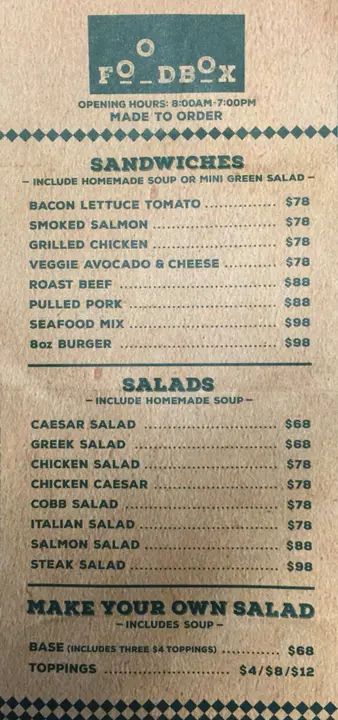 FOODBOX
OPENING HOURS: 8:00AM-7:00PM
MADE TO ORDER
SANDWICHES
- INCLUDE HOMEMADE SOUP OR MINI GREEN SALAD -
BACON LETTUCE TOMATO ................ $78
SMOKED SALMON ........................... $78
GRILLED CHICKEN ........................... $78
VEGGIE AVOCADO & CHEESE ........... $78
ROAST BEEF .................................. $88
PULLED PORK ................................ $88
SEAFOOD MIX ................................ $98
8oz BURGER .................................. $98
SALADS
- INCLUDE HOMEMADE SOUP -
CAESAR SALAD ............................. $68
GREEK SALAD ............................... $68
CHICKEN SALAD ............................ $78
CHICKEN CAESAR .......................... $78
COBB SALAD ................................. $78
ITALIAN SALAD .............................. $78
SALMON SALAD ............................. $88
STEAK SALAD ................................ $98
MAKE YOUR OWN SALAD
- INCLUDES SOUP -
BASE (INCLUDES THREE $4 TOPPINGS) ............ $68
TOPPINGS .......................... $4/$8/$12